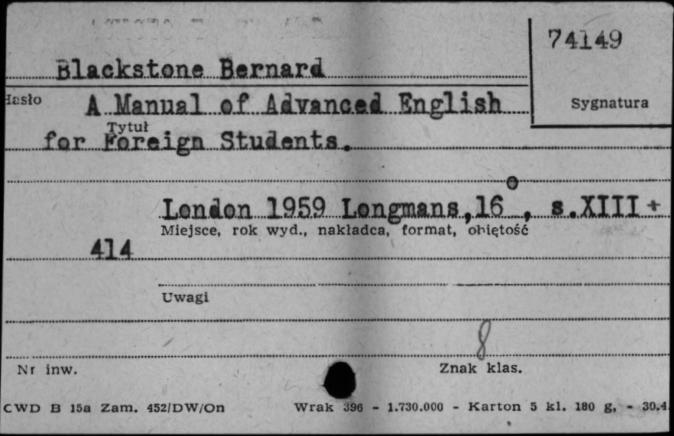 74149
Blackstone Bernard
Hasło A Manual of Advanced English
Sygnatura
Tytuł
for Foreign Students.
London 1959 Longmans,16°, s.XIII +
Miejsce, rok wyd., nakładca, format, objętość
414
Uwagi
8
Nr inw. Znak klas.
CWD B 15a Zam. 452/DW/On Wrak 396 - 1.730.000 - Karton 5 kl. 180 g. - 30.4